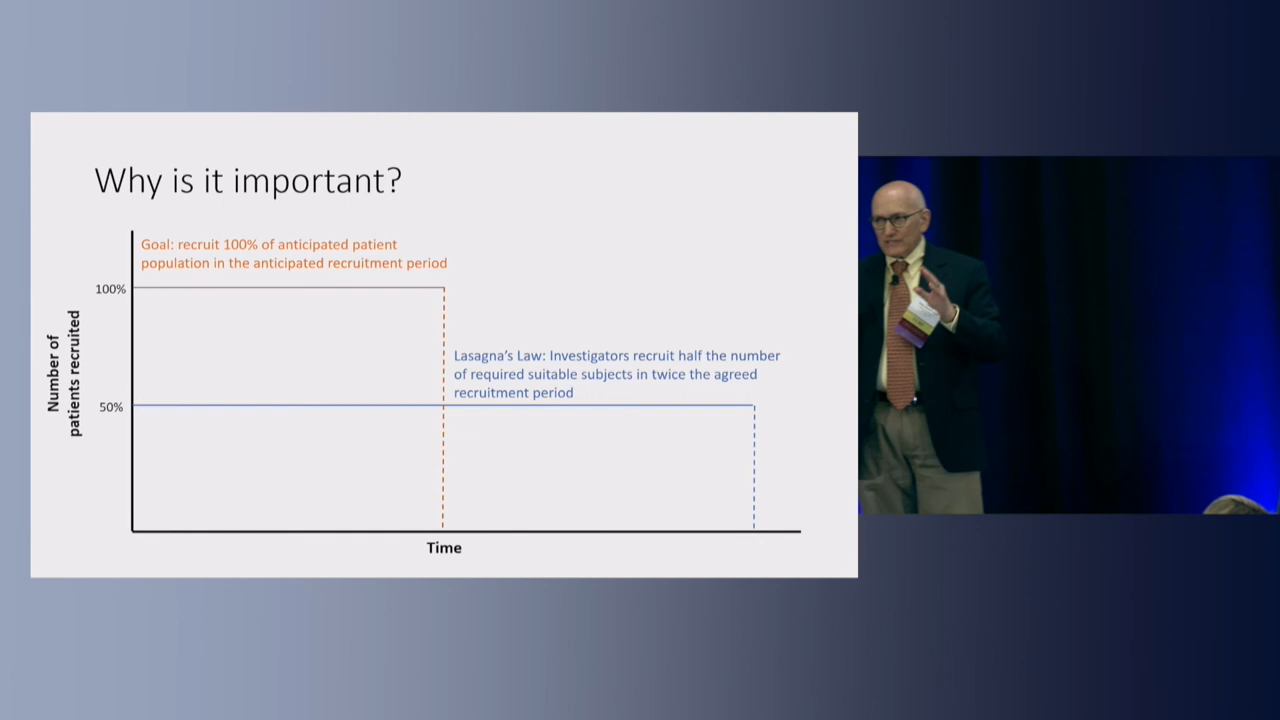 Why is it important?
Goal: recruit 100% of anticipated patient
population in the anticipated recruitment period
100%
Number of
patients recruited
Lasagna's Law: Investigators recruit half the number
of required suitable subjects in twice the agreed
recruitment period
50%
Time